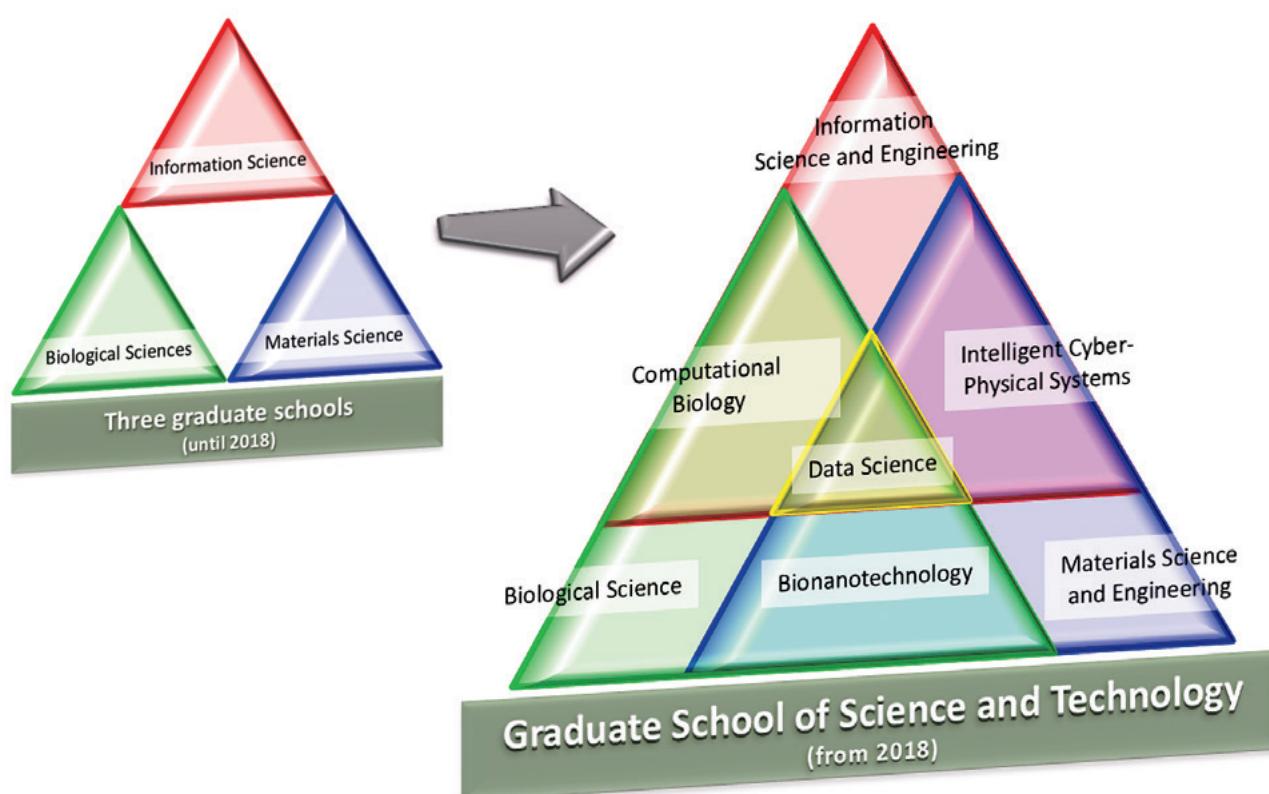 Information Science
Biological Sciences
Materials Science
Three graduate schools
(until 2018)
Information
Science and Engineering
Computational
Biology
Intelligent Cyber-
Physical Systems
Data Science
Biological Science
Bionanotechnology
Materials Science
and Engineering
Graduate School of Science and Technology
(from 2018)